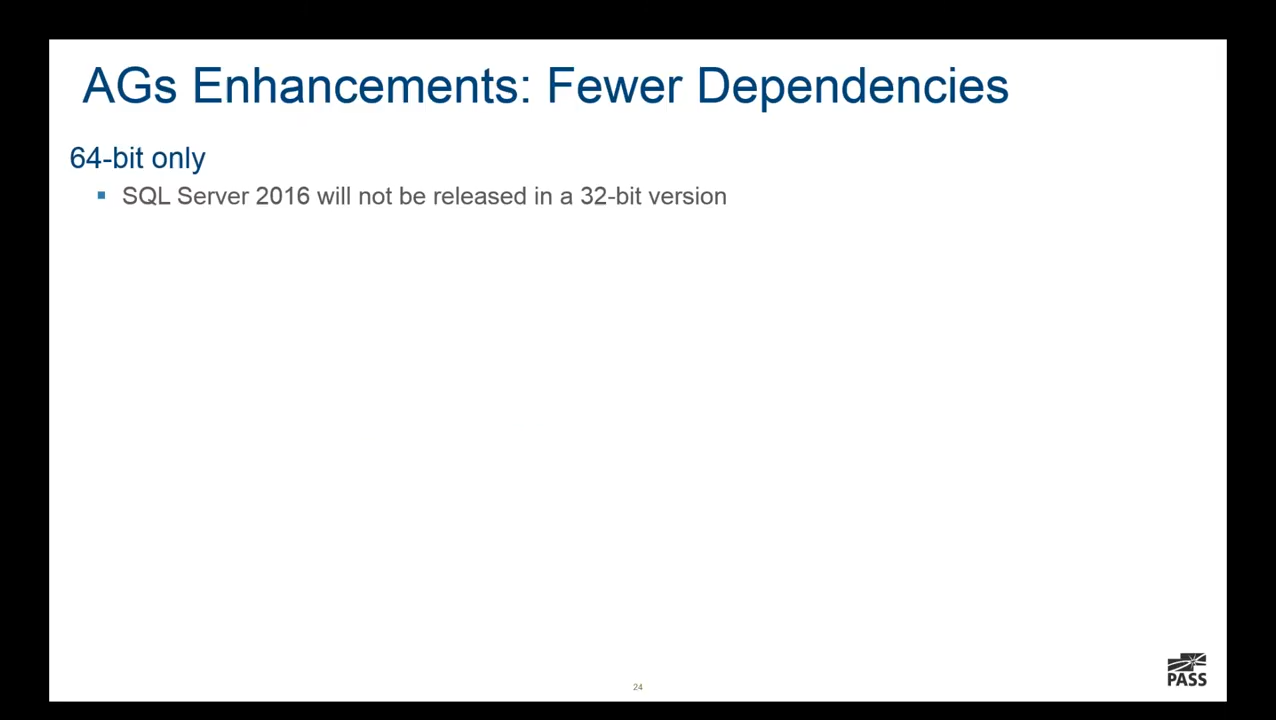 AGs Enhancements: Fewer Dependencies
64-bit only
SQL Server 2016 will not be released in a 32-bit version
24
PASS